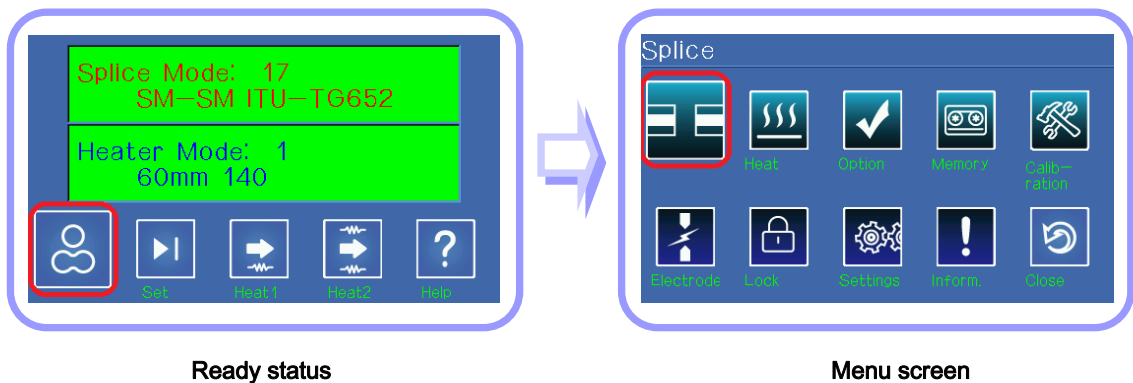 Splice Mode: 17
SM-SM ITU-TG652
Heater Mode: 1
60mm 140
Set
Heat1
Heat2
?
Help
Ready status
Splice
Heat
Option
Memory
Calib-
ration
Electrode
Lock
Settings
!
Inform.
Close
Menu screen